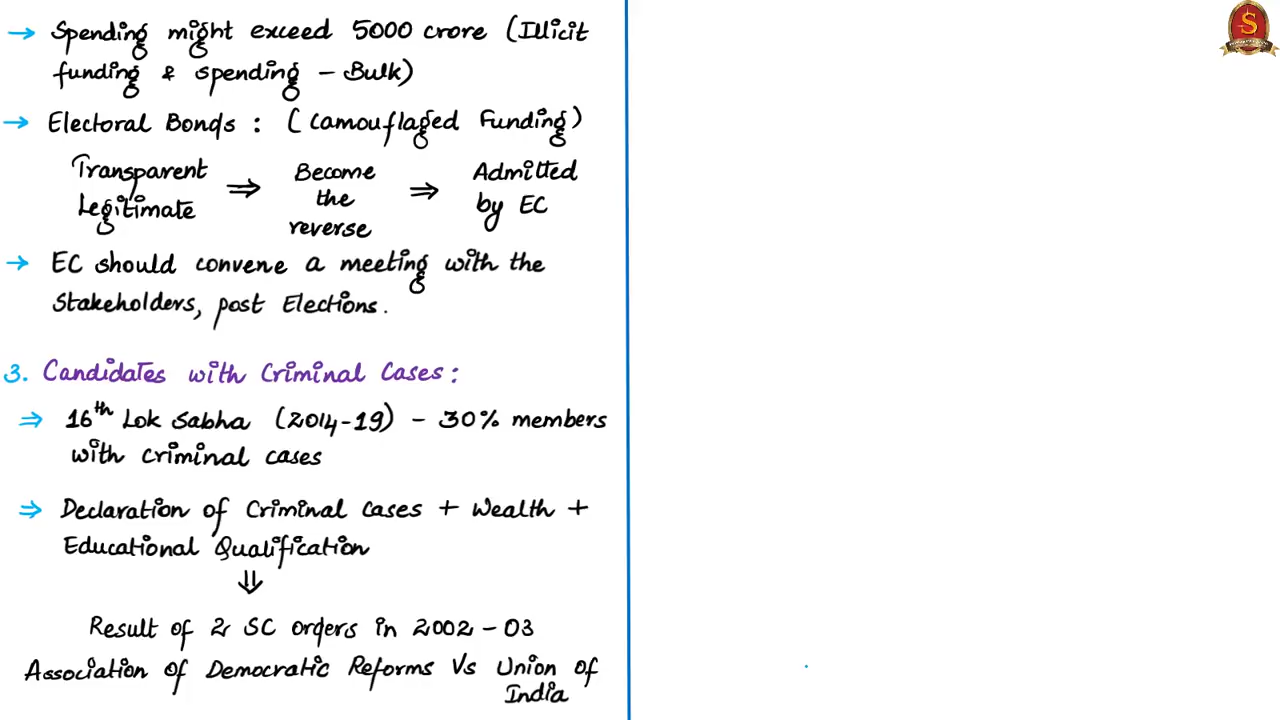 → Spending might exceed 5000 crore (Illicit
funding & spending - Bulk)
→ Electoral Bonds : (Camouflaged Funding)
Transparent Legitimate ⇒ Become the reverse ⇒ Admitted by EC
→ EC should convene a meeting with the
Stakeholders, post Elections.
3. Candidates with Criminal Cases:
⇒ 16th Lok Sabha (2014-19) - 30% members
with criminal cases
⇒ Declaration of Criminal Cases + Wealth +
Educational Qualification
⇓
Result of 2 SC orders in 2002-03
Association of Democratic Reforms Vs Union of
India